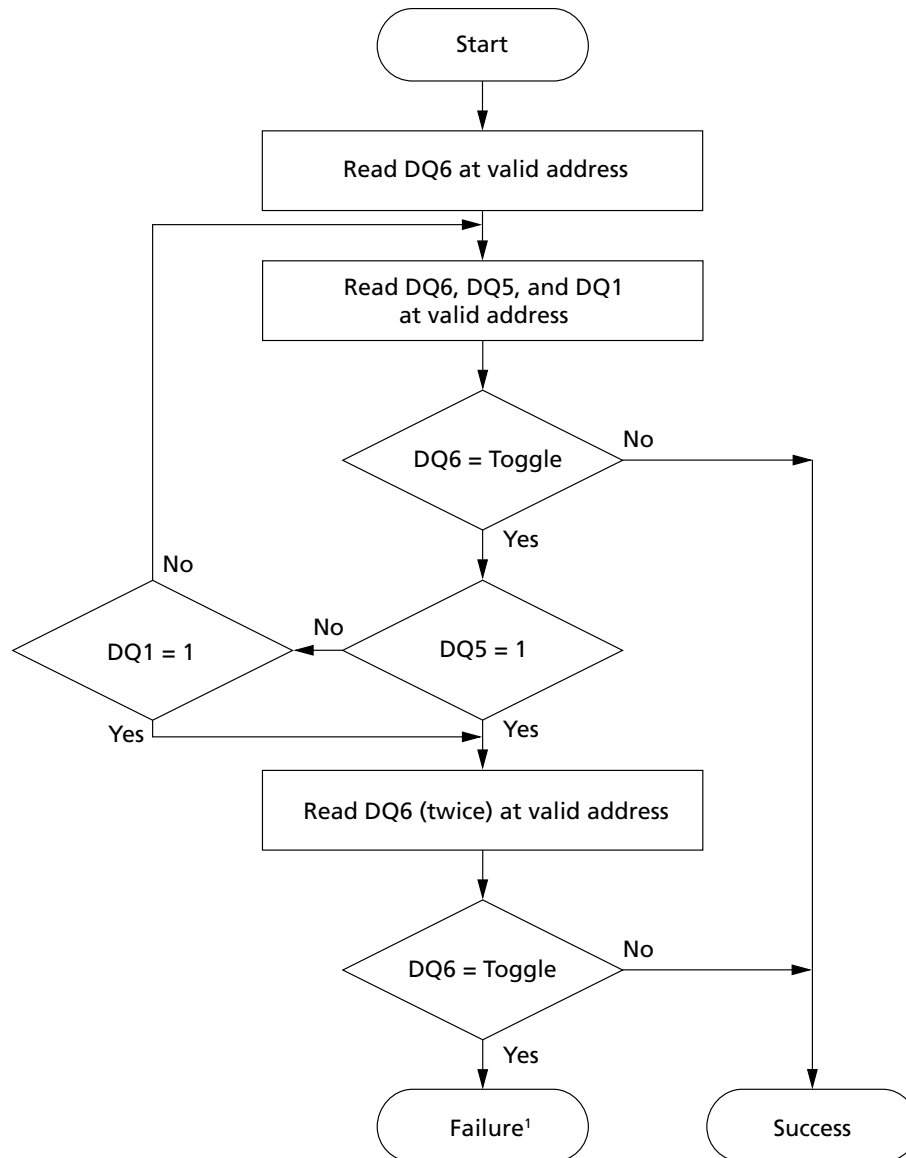 Start
Read DQ6 at valid address
Read DQ6, DQ5, and DQ1
at valid address
DQ6 = Toggle
No
Yes
No
DQ1 = 1
No
DQ5 = 1
Yes
Yes
Read DQ6 (twice) at valid address
DQ6 = Toggle
No
Yes
Failure¹
Success